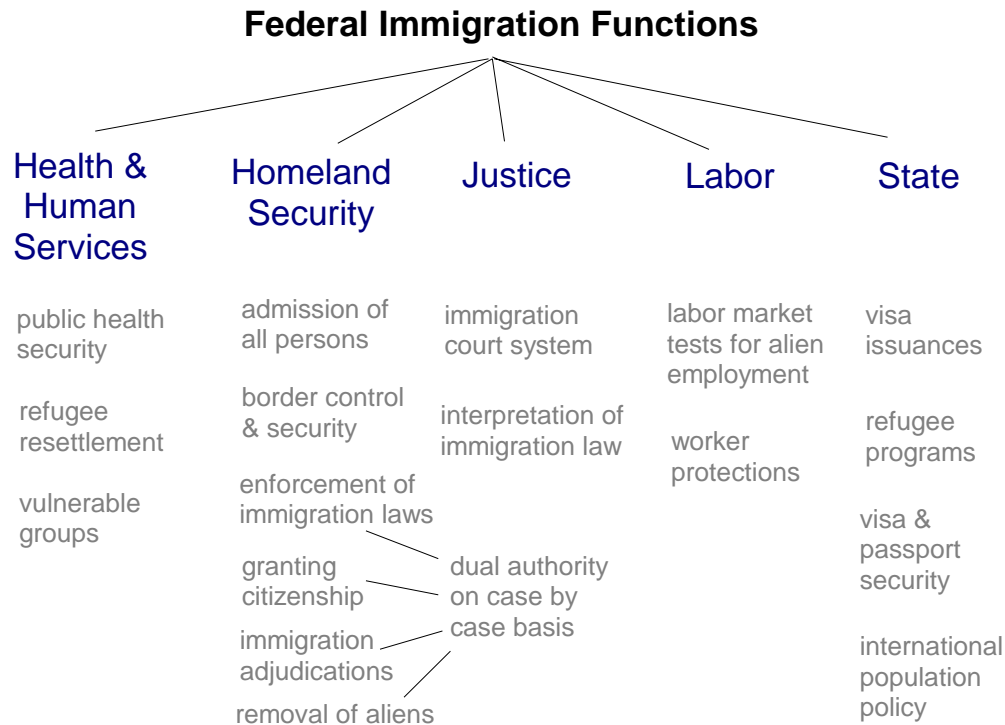 Federal Immigration Functions
Health &
Human
Services
public health
security
refugee
resettlement
vulnerable
groups
Homeland
Security
admission of
all persons
border control
& security
enforcement of
immigration laws
granting
citizenship
immigration
adjudications
removal of aliens
Justice
immigration
court system
interpretation of
immigration law
dual authority
on case by
case basis
Labor
labor market
tests for alien
employment
worker
protections
State
visa
issuances
refugee
programs
visa &
passport
security
international
population
policy